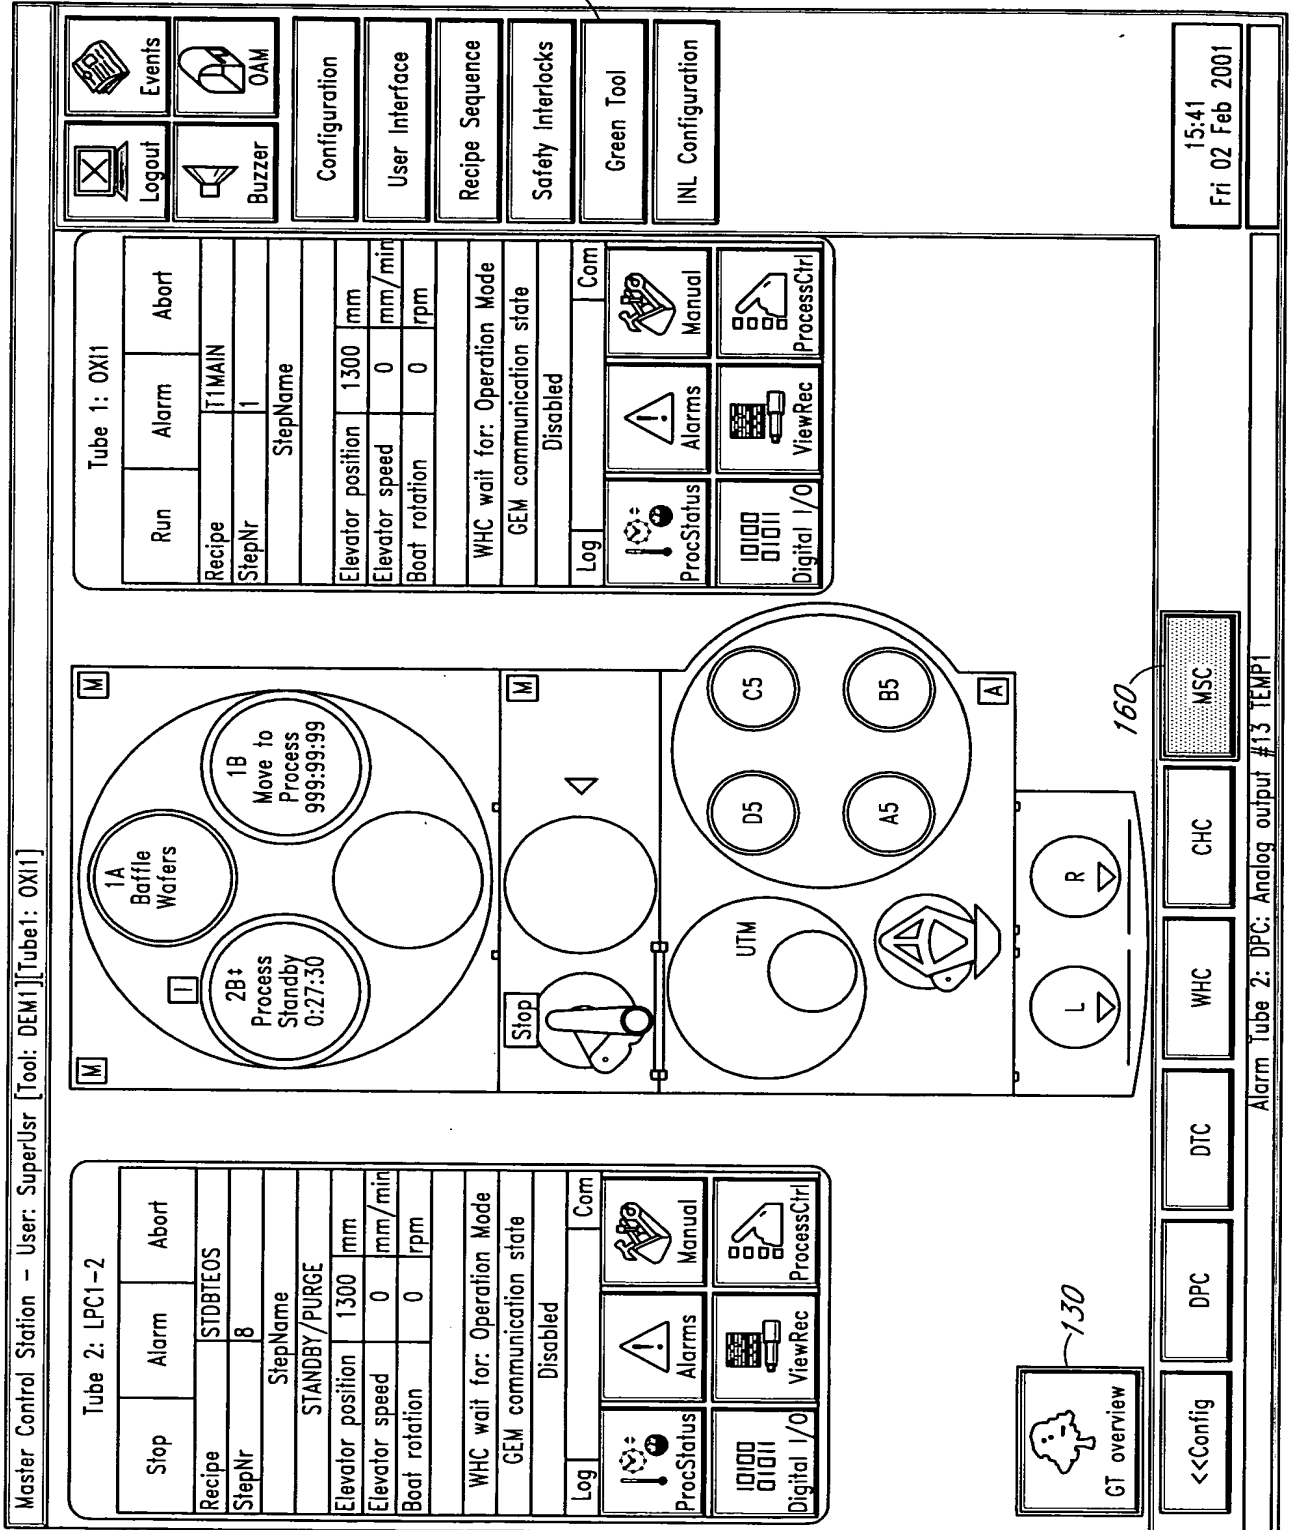 Master Control Station - User: SuperUsr [Tool: DEM1][Tube1: OXI1]
Tube 2: LPC1-2
Stop Alarm Abort
Recipe STDBTEOS
StepNr 8
StepName
STANDBY/PURGE
Elevator position 1300 mm
Elevator speed 0 mm/min
Boat rotation 0 rpm
WHC wait for: Operation Mode
GEM communication state
Disabled
Log Com
ProcStatus Alarms Manual
10100
01011
Digital I/O ViewRec ProcessCtrl
GT overview
130
M M
1A
Baffle
Wafers
I
2B‡
Process
Standby
0:27:30
1B
Move to
Process
999:99:99
Stop
M
UTM
D5 C5
A5 B5
A
L R
Tube 1: OXI1
Run Alarm Abort
Recipe T1MAIN
StepNr 1
StepName
Elevator position 1300 mm
Elevator speed 0 mm/min
Boat rotation 0 rpm
WHC wait for: Operation Mode
GEM communication state
Disabled
Log Com
ProcStatus Alarms Manual
10100
01011
Digital I/O ViewRec ProcessCtrl
Logout Events
Buzzer OAM
Configuration
User Interface
Recipe Sequence
Safety Interlocks
Green Tool
INL Configuration
160
<<Config DPC DTC WHC CHC MSC
15:41
Fri 02 Feb 2001
Alarm Tube 2: DPC: Analog output #13 TEMP1